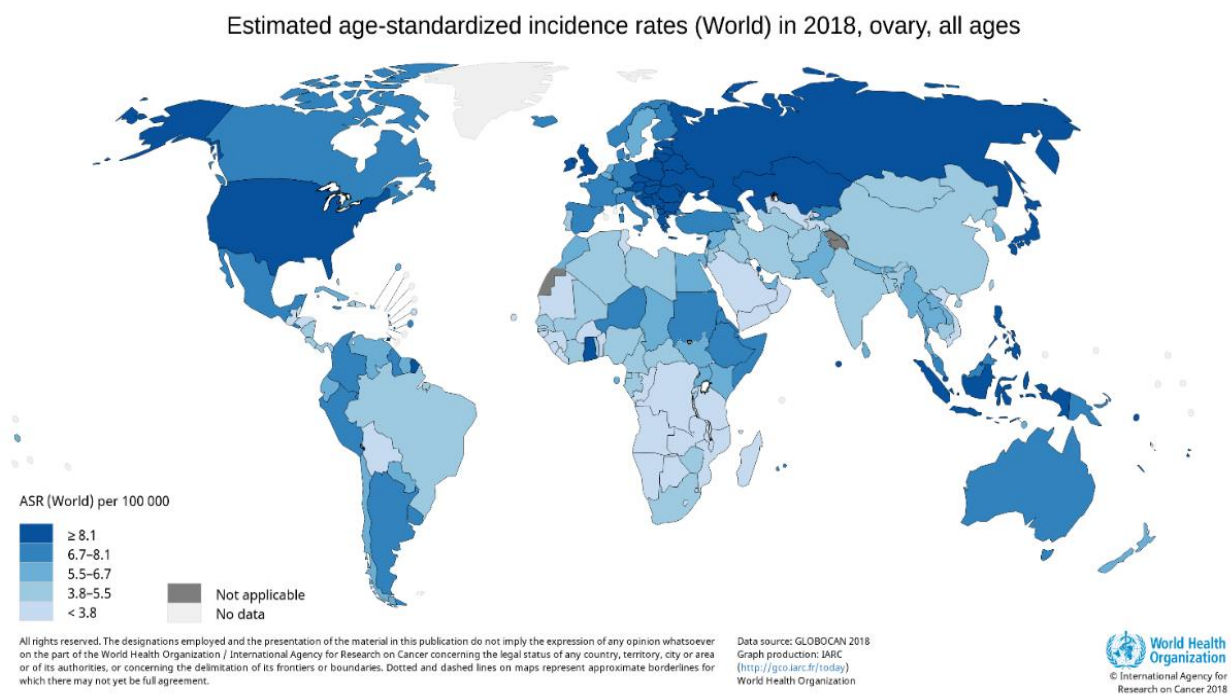 Estimated age-standardized incidence rates (World) in 2018, ovary, all ages
ASR (World) per 100 000
≥ 8.1
6.7–8.1
5.5–6.7
3.8–5.5
< 3.8
Not applicable
No data
All rights reserved. The designations employed and the presentation of the material in this publication do not imply the expression of any opinion whatsoever
on the part of the World Health Organization / International Agency for Research on Cancer concerning the legal status of any country, territory, city or area
or of its authorities, or concerning the delimitation of its frontiers or boundaries. Dotted and dashed lines on maps represent approximate borderlines for
which there may not yet be full agreement.
Data source: GLOBOCAN 2018
Graph production: IARC
(http://gco.iarc.fr/today)
World Health Organization
World Health
Organization
© International Agency for
Research on Cancer 2018